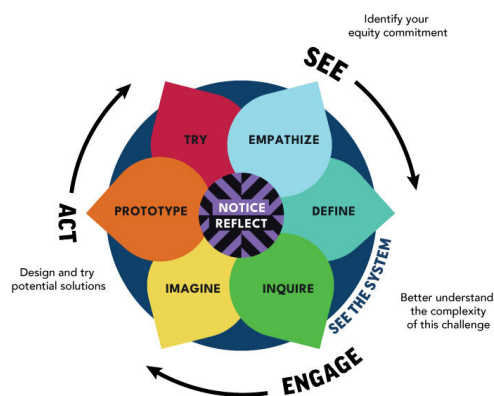 Identify your
equity commitment
SEE
TRY
EMPATHIZE
NOTICE
REFLECT
PROTOTYPE
DEFINE
ACT
IMAGINE
INQUIRE
SEE THE SYSTEM
Design and try
potential solutions
Better understand
the complexity
of this challenge
ENGAGE